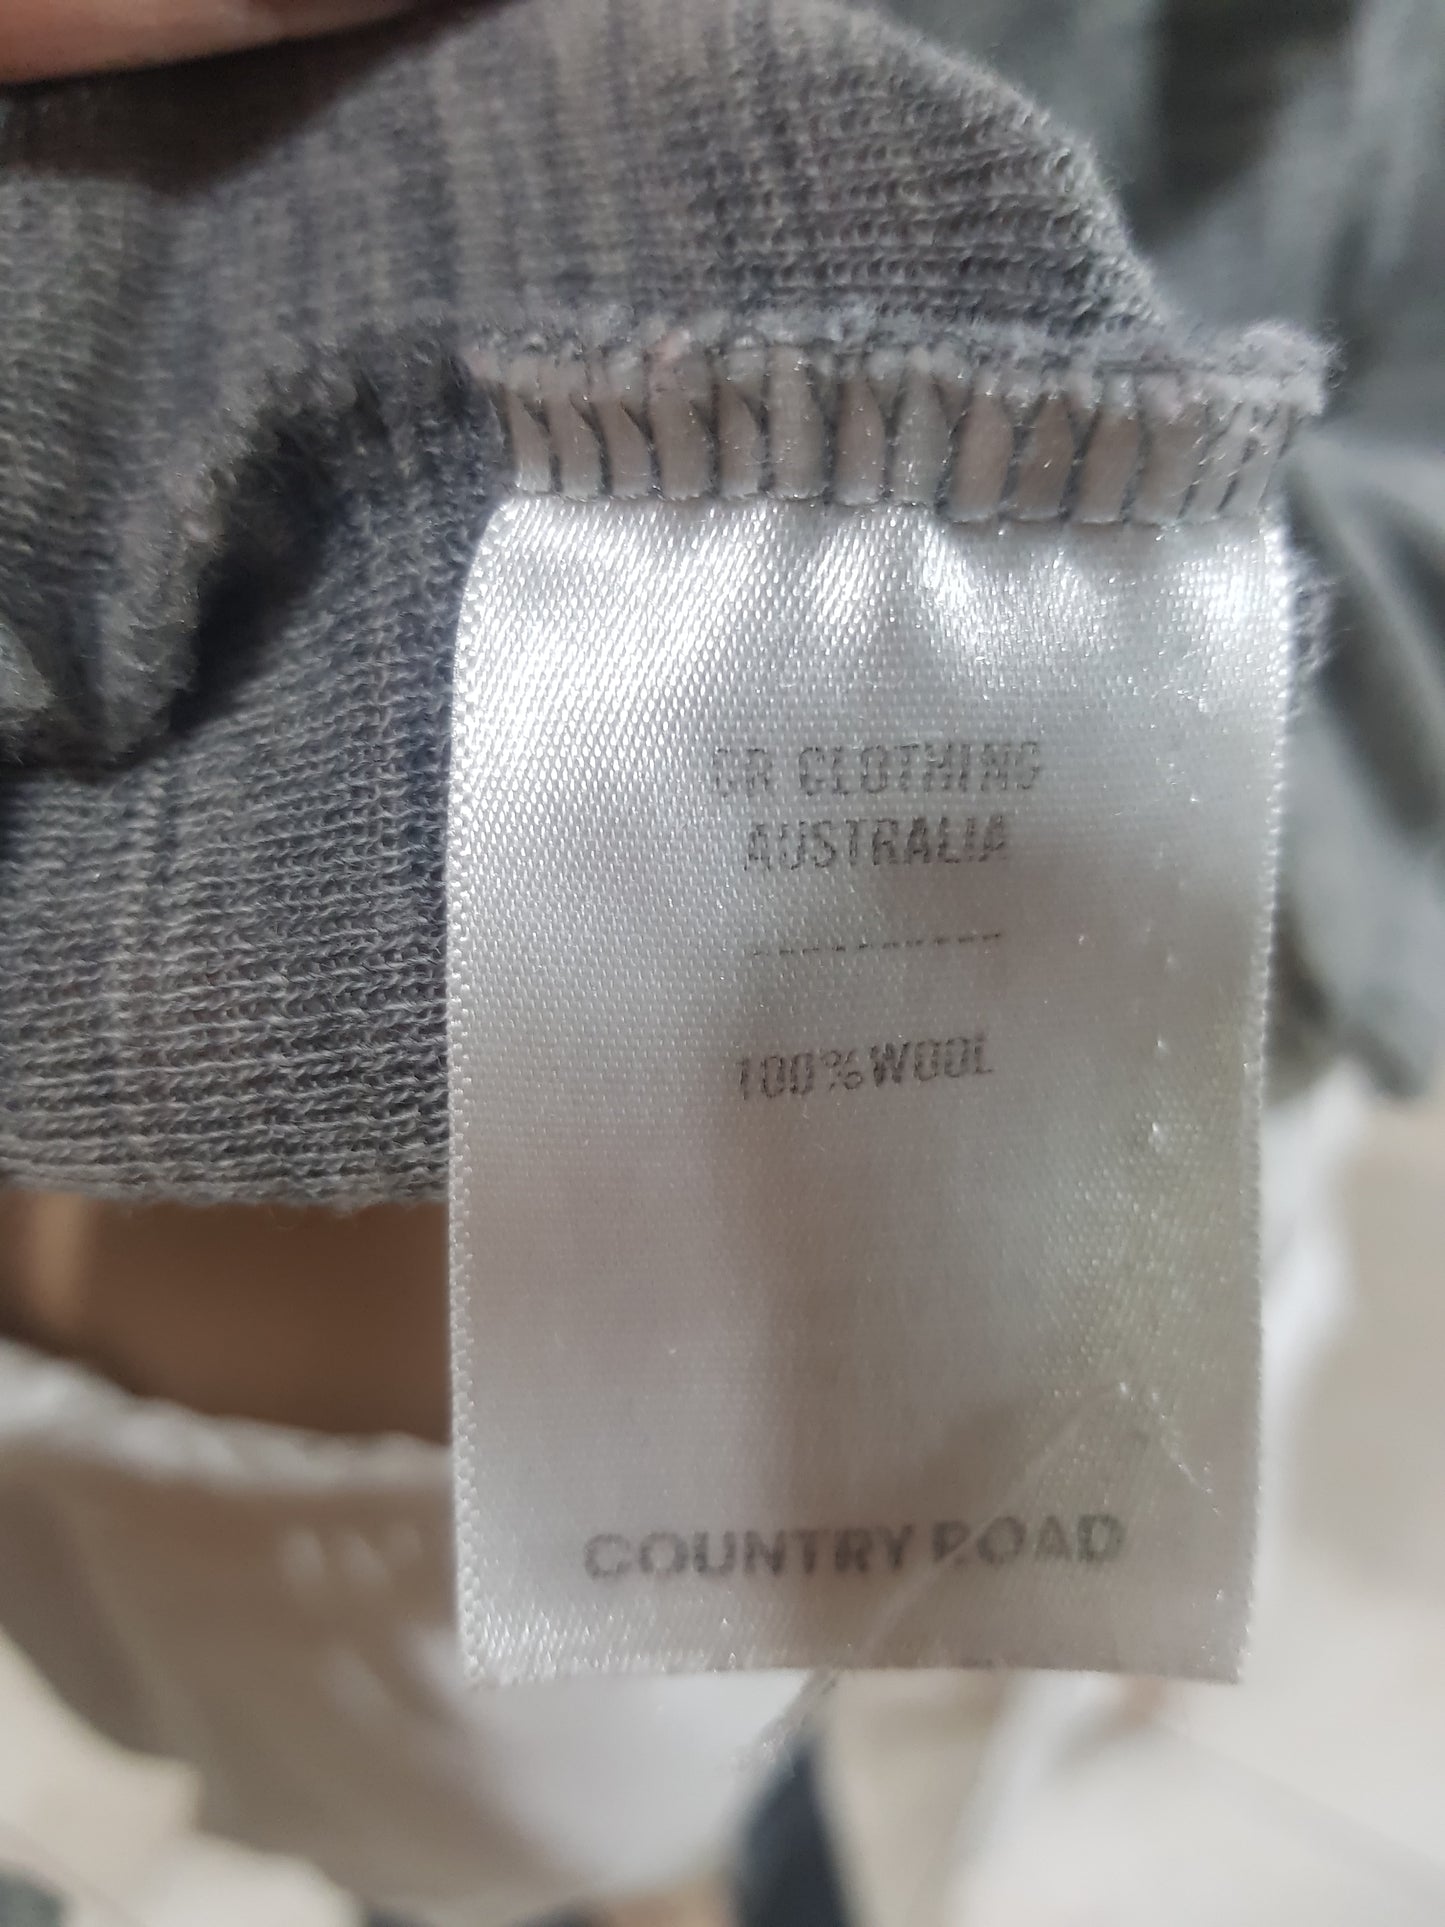 CR CLOTHING
AUSTRALIA
----------
100%WOOL
COUNTRY ROAD